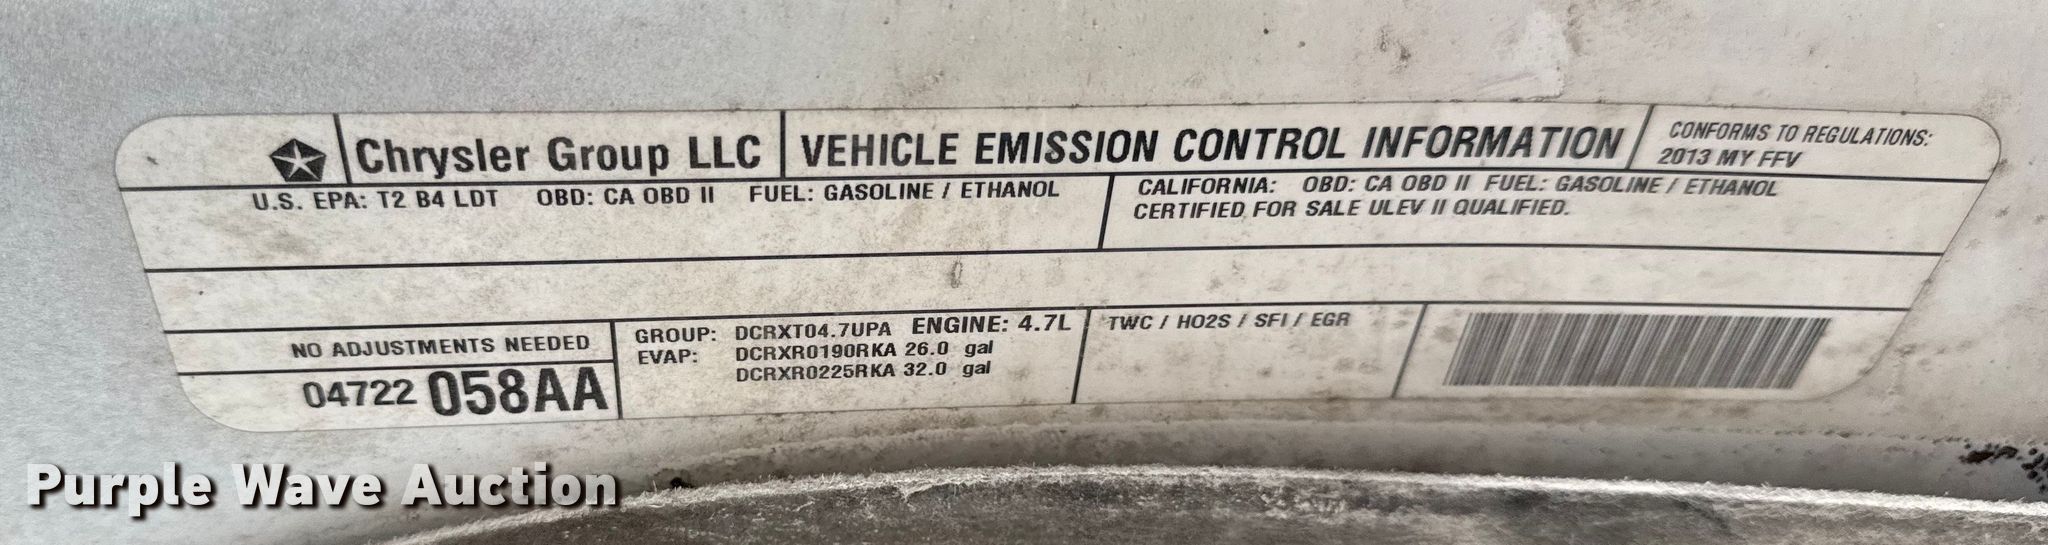 Chrysler Group LLC
VEHICLE EMISSION CONTROL INFORMATION
CONFORMS TO REGULATIONS:
2013 MY FFV
U.S. EPA: T2 B4 LDT OBD: CA OBD II FUEL: GASOLINE / ETHANOL
CALIFORNIA: OBD: CA OBD II FUEL: GASOLINE / ETHANOL
CERTIFIED FOR SALE ULEV II QUALIFIED.
NO ADJUSTMENTS NEEDED
04722 058AA
GROUP: DCRXT04.7UPA ENGINE: 4.7L
EVAP: DCRXR0190RKA 26.0 gal
DCRXR0225RKA 32.0 gal
TWC / HO2S / SFI / EGR
Purple Wave Auction